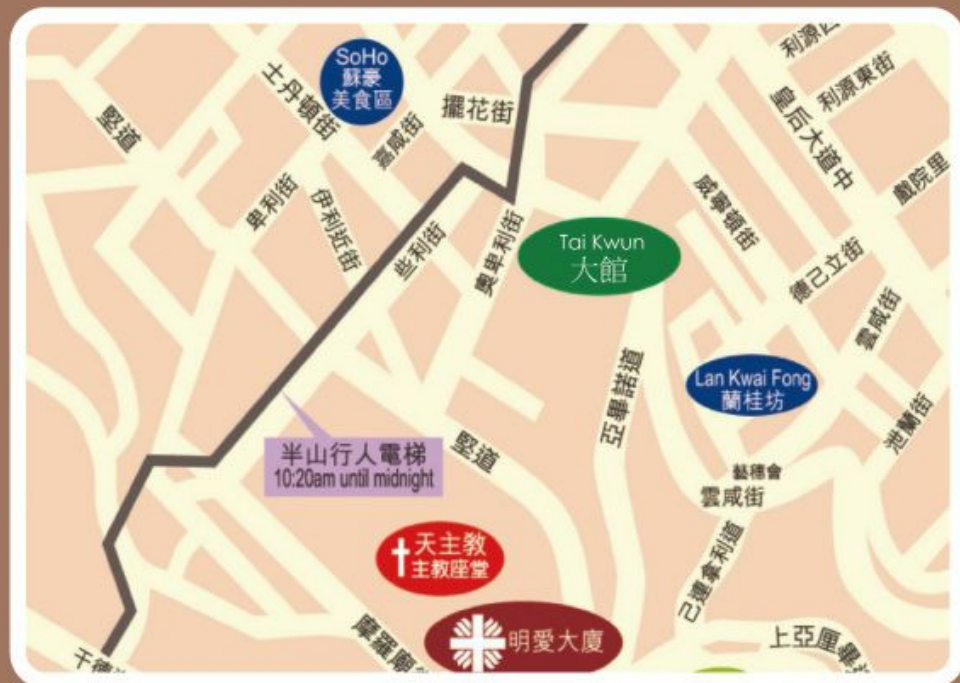 SoHo
蘇豪
美食區
士丹頓街
堅道
擺花街
嘉咸街
利源東街
皇后大道中
戲院里
卑利街
伊利近街
些利街
奧卑利街
威靈頓街
Tai Kwun
大館
德己立街
雲咸街
亞畢諾道
Lan Kwai Fong
蘭桂坊
泄蘭街
半山行人電梯
10:20am until midnight
堅道
藝穗會
雲咸街
天主教
主教座堂
己連拿利道
明愛大廈
摩羅廟
上亞厘畢